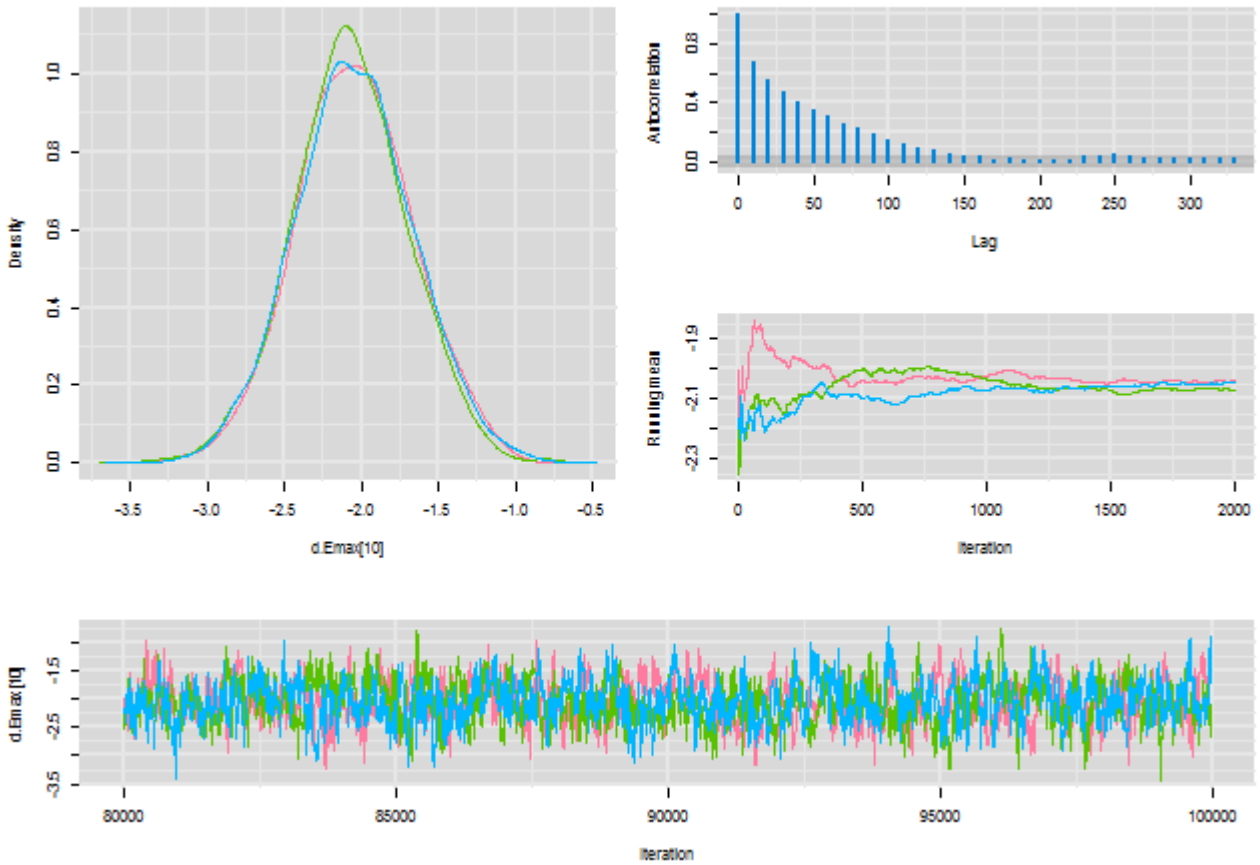 Density
0.0 0.2 0.4 0.6 0.8 1.0
-3.5 -3.0 -2.5 -2.0 -1.5 -1.0 -0.5
d.Emax[10]
Autocorrelation
0.0 0.4 0.8
0 50 100 150 200 250 300
Lag
Running mean
-2.3 -2.1 -1.9
0 500 1000 1500 2000
Iteration
d.Emax[10]
-3.5 -2.5 -1.5
80000 85000 90000 95000 100000
Iteration